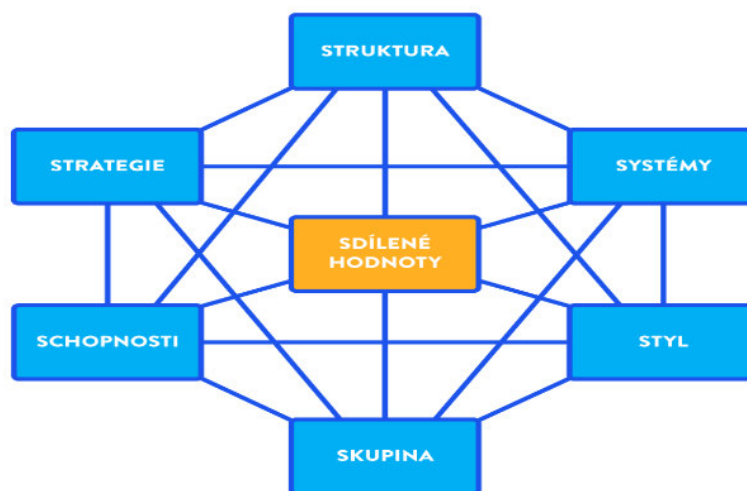 STRUKTURA
STRATEGIE
SYSTÉMY
SDÍLENÉ
HODNOTY
SCHOPNOSTI
STYL
SKUPINA